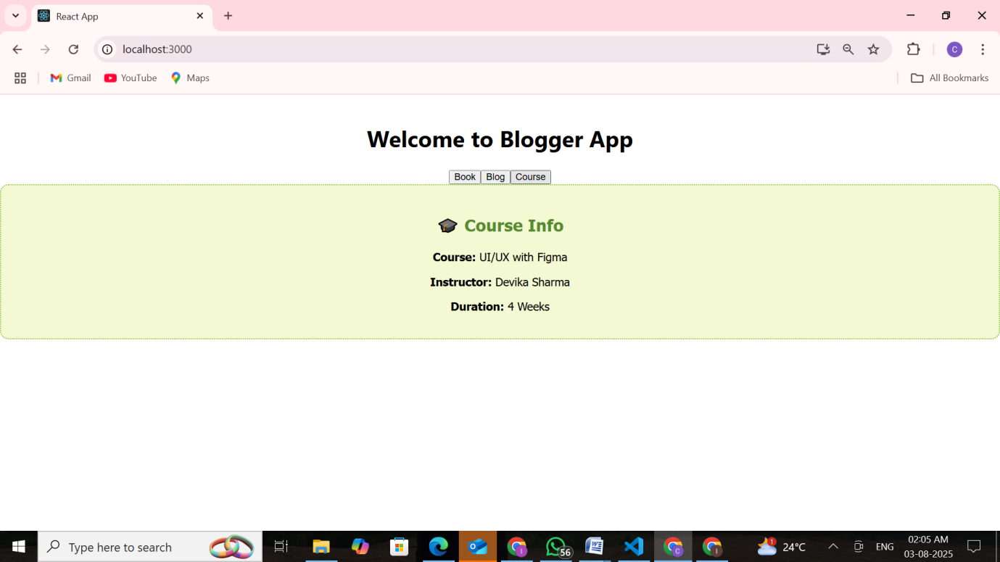 React App
localhost:3000
C
Gmail
YouTube
Maps
All Bookmarks
Welcome to Blogger App
Book Blog Course
🎓 Course Info
Course: UI/UX with Figma
Instructor: Devika Sharma
Duration: 4 Weeks
Type here to search
I
56
W
C
I
1
24°C
ENG
02:05 AM
03-08-2025